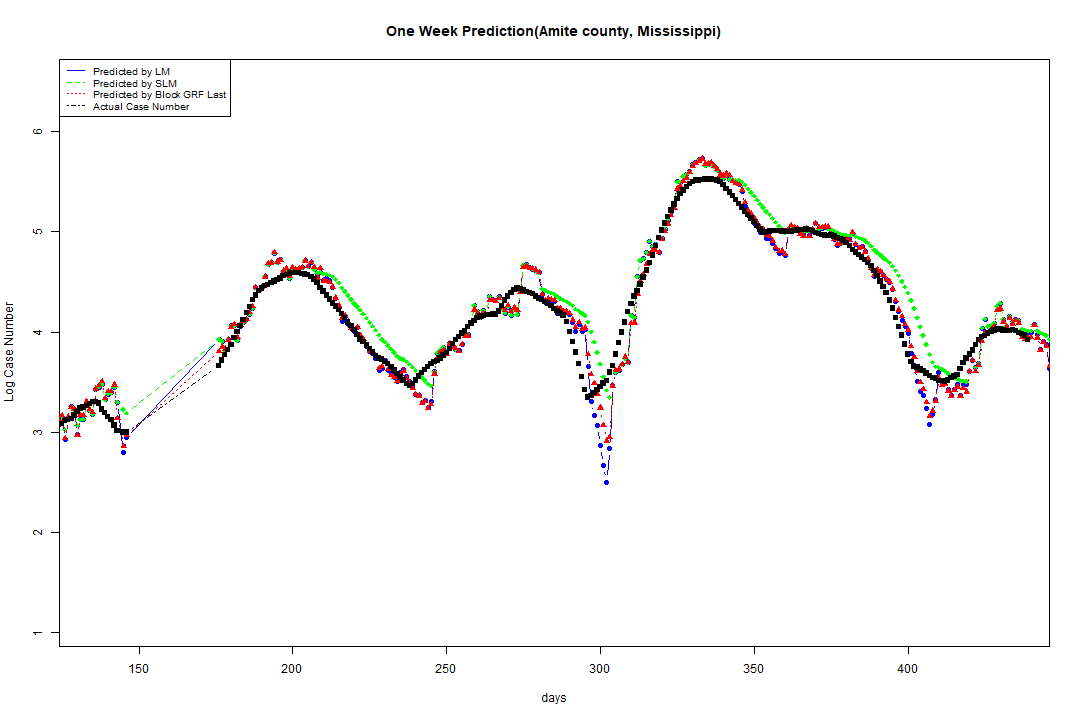 One Week Prediction(Amite county, Mississippi)
Predicted by LM
Predicted by SLM
Predicted by Block GRF Last
Actual Case Number
6
5
4
3
2
1
Log Case Number
150 200 250 300 350 400
days